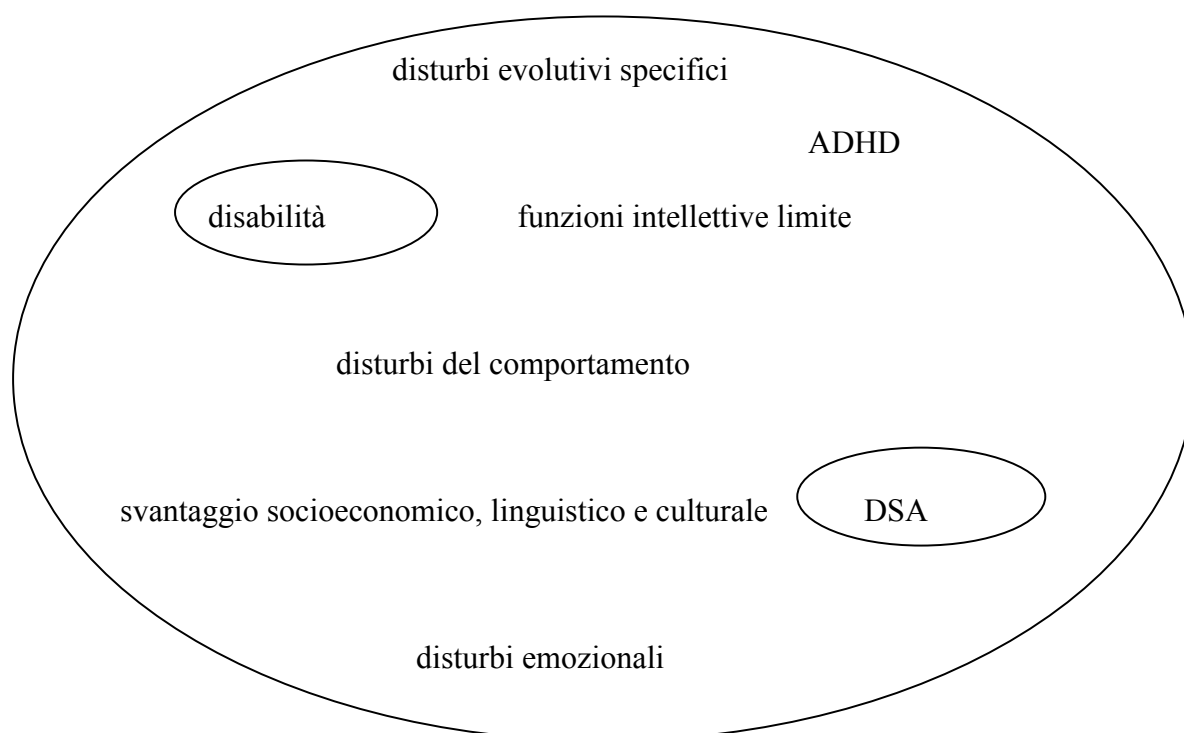 disturbi evolutivi specifici
ADHD
disabilità
funzioni intellettive limite
disturbi del comportamento
svantaggio socioeconomico, linguistico e culturale
DSA
disturbi emozionali